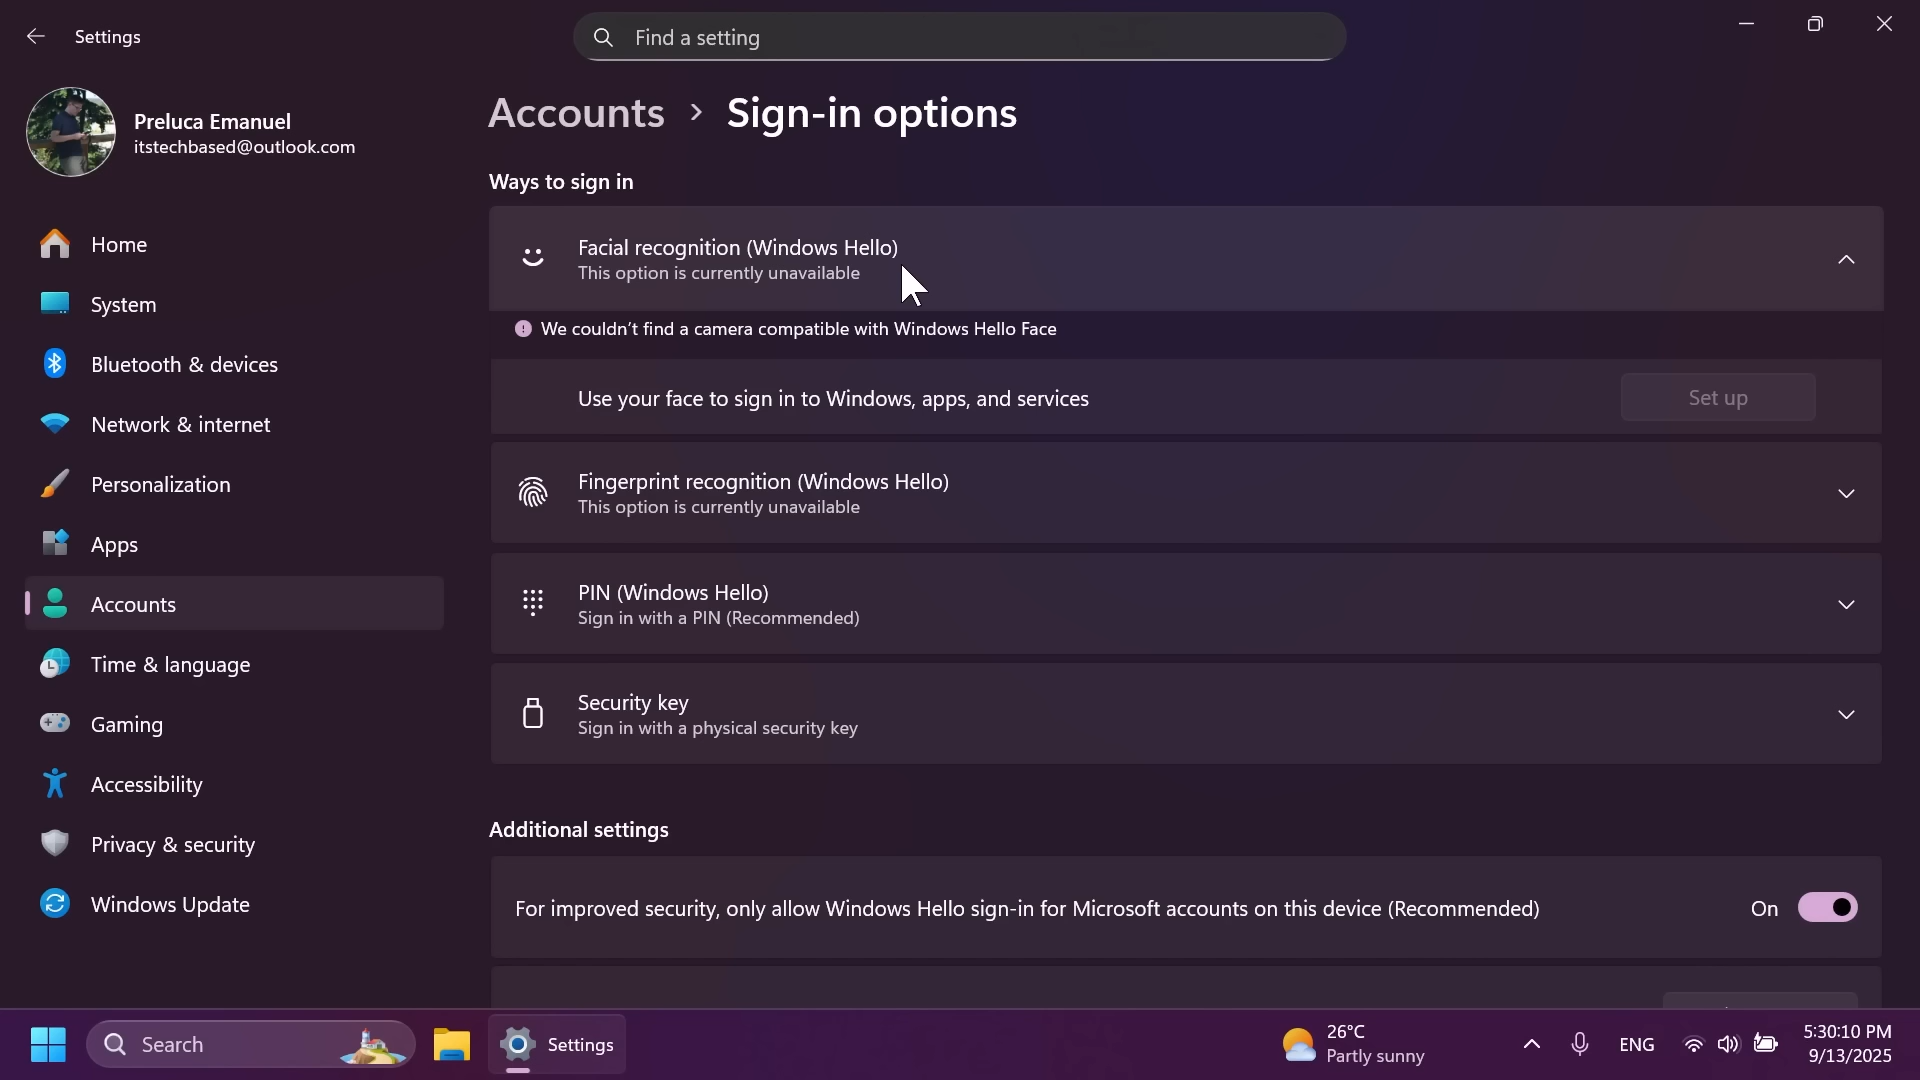 Settings
Find a setting
Preluca Emanuel
itstechbased@outlook.com
Home
System
Bluetooth & devices
Network & internet
Personalization
Apps
Accounts
Time & language
Gaming
Accessibility
Privacy & security
Windows Update
Accounts > Sign-in options
Ways to sign in
Facial recognition (Windows Hello)
This option is currently unavailable
We couldn't find a camera compatible with Windows Hello Face
Use your face to sign in to Windows, apps, and services
Set up
Fingerprint recognition (Windows Hello)
This option is currently unavailable
PIN (Windows Hello)
Sign in with a PIN (Recommended)
Security key
Sign in with a physical security key
Additional settings
For improved security, only allow Windows Hello sign-in for Microsoft accounts on this device (Recommended)
On
Search
Settings
26°C
Partly sunny
ENG
5:30:10 PM
9/13/2025